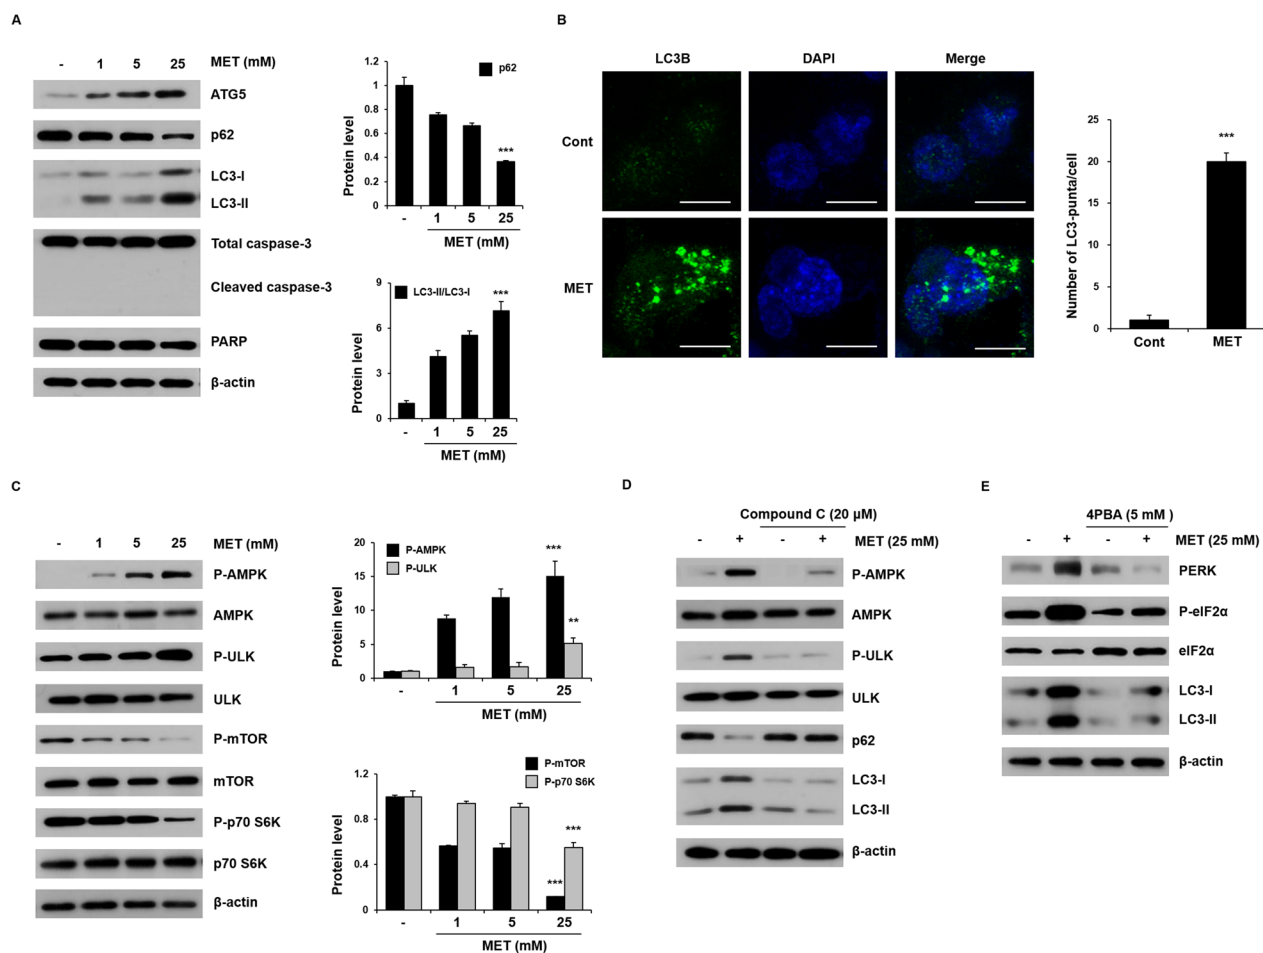 A
- 1 5 25 MET (mM)
ATG5
p62
LC3-I
LC3-II
Total caspase-3
Cleaved caspase-3
PARP
β-actin
p62
Protein level
1.2
1
0.8
0.6
0.4
0.2
0
***
- 1 5 25
MET (mM)
LC3-II/LC3-I
Protein level
9
6
3
0
***
- 1 5 25
MET (mM)
B
LC3B DAPI Merge
Cont
MET
Number of LC3-punta/cell
25
20
15
10
5
0
***
Cont MET
C
- 1 5 25 MET (mM)
P-AMPK
AMPK
P-ULK
ULK
P-mTOR
mTOR
P-p70 S6K
p70 S6K
β-actin
P-AMPK
P-ULK
Protein level
20
15
10
5
0
***
**
- 1 5 25
MET (mM)
P-mTOR
P-p70 S6K
Protein level
1.2
0.8
0.4
0
***
***
- 1 5 25
MET (mM)
D
Compound C (20 µM)
- + - + MET (25 mM)
P-AMPK
AMPK
P-ULK
ULK
p62
LC3-I
LC3-II
β-actin
E
4PBA (5 mM )
- + - + MET (25 mM)
PERK
P-eIF2α
eIF2α
LC3-I
LC3-II
β-actin